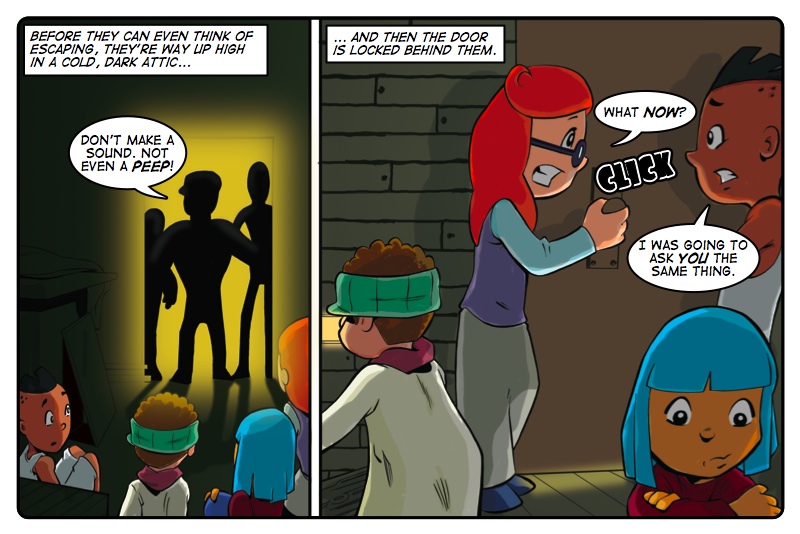 BEFORE THEY CAN EVEN THINK OF
ESCAPING, THEY'RE WAY UP HIGH
IN A COLD, DARK ATTIC...
DON'T MAKE A
SOUND. NOT
EVEN A PEEP!
... AND THEN THE DOOR
IS LOCKED BEHIND THEM.
WHAT NOW?
CLICK
I WAS GOING TO
ASK YOU THE
SAME THING.